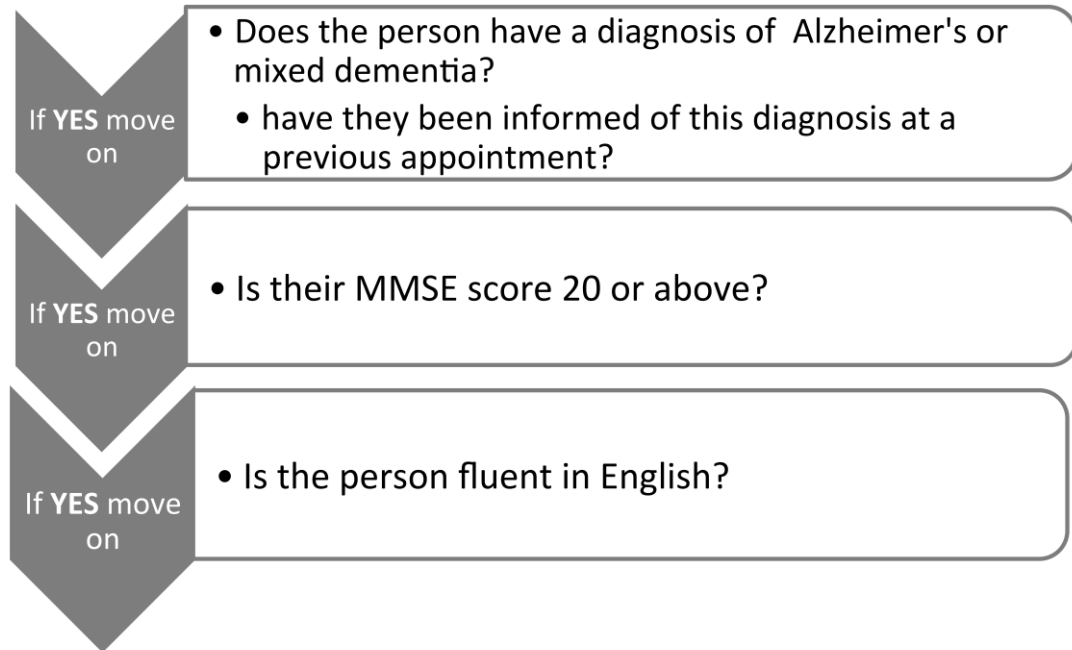 If YES move
on
• Does the person have a diagnosis of Alzheimer's or
mixed dementia?
• have they been informed of this diagnosis at a
previous appointment?
If YES move
on
• Is their MMSE score 20 or above?
If YES move
on
• Is the person fluent in English?